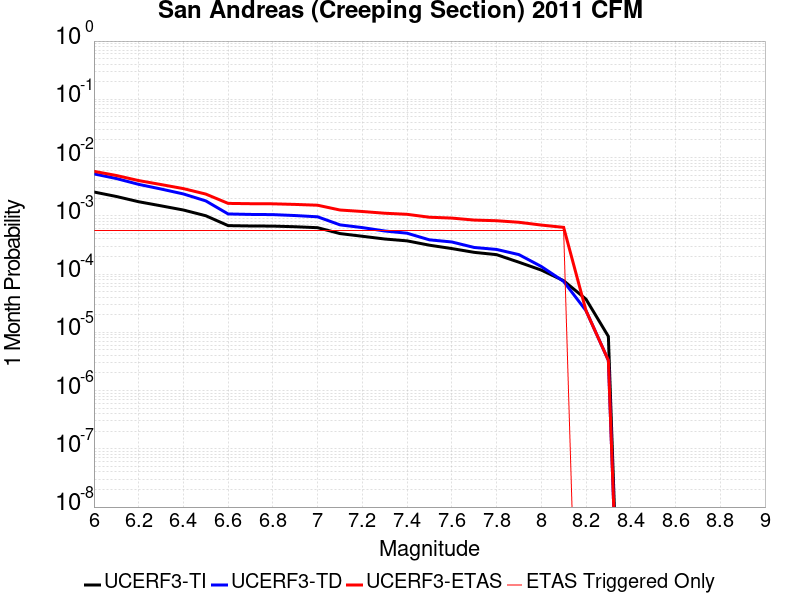 San Andreas (Creeping Section) 2011 CFM
10 0
10 -1
10 -2
10 -3
10 -4
10 -5
10 -6
10 -7
10 -8
1 Month Probability
6 6.2 6.4 6.6 6.8 7 7.2 7.4 7.6 7.8 8 8.2 8.4 8.6 8.8 9
Magnitude
UCERF3-TI UCERF3-TD UCERF3-ETAS ETAS Triggered Only